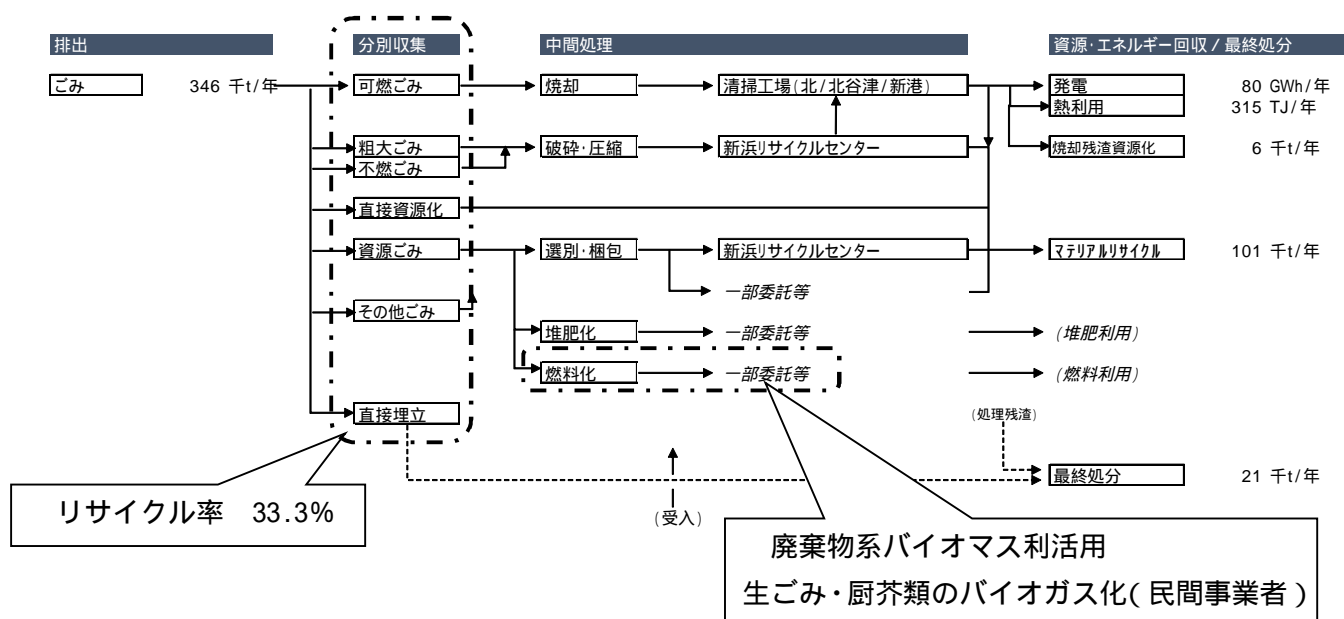 排出 分別収集 中間処理 資源・エネルギー回収 / 最終処分
ごみ 346 千t/年 可燃ごみ 焼却 清掃工場(北/北谷津/新港) 発電 80 GWh/年
熱利用 315 TJ/年
粗大ごみ 破砕・圧縮 新浜リサイクルセンター 焼却残渣資源化 6 千t/年
不燃ごみ
直接資源化
資源ごみ 選別・梱包 新浜リサイクルセンター マテリアルリサイクル 101 千t/年
一部委託等
その他ごみ
堆肥化 一部委託等 (堆肥利用)
燃料化 一部委託等 (燃料利用)
直接埋立 (処理残渣)
最終処分 21 千t/年
リサイクル率 33.3%
(受入)
廃棄物系バイオマス利活用
生ごみ・厨芥類のバイオガス化(民間事業者)